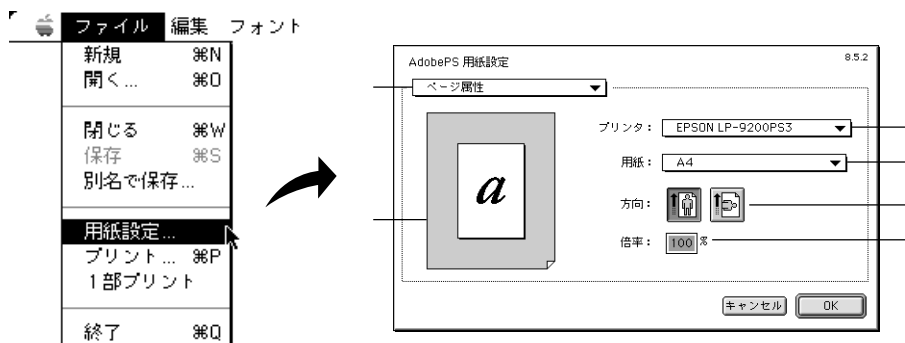 ファイル 編集 フォント
新規 ⌘N
開く... ⌘O
閉じる ⌘W
保存 ⌘S
別名で保存...
用紙設定...
プリント... ⌘P
1部プリント
終了 ⌘Q
AdobePS 用紙設定 8.5.2
ページ属性
プリンタ： EPSON LP-9200PS3
用紙： A4
a
方向：
倍率： 100 %
キャンセル OK